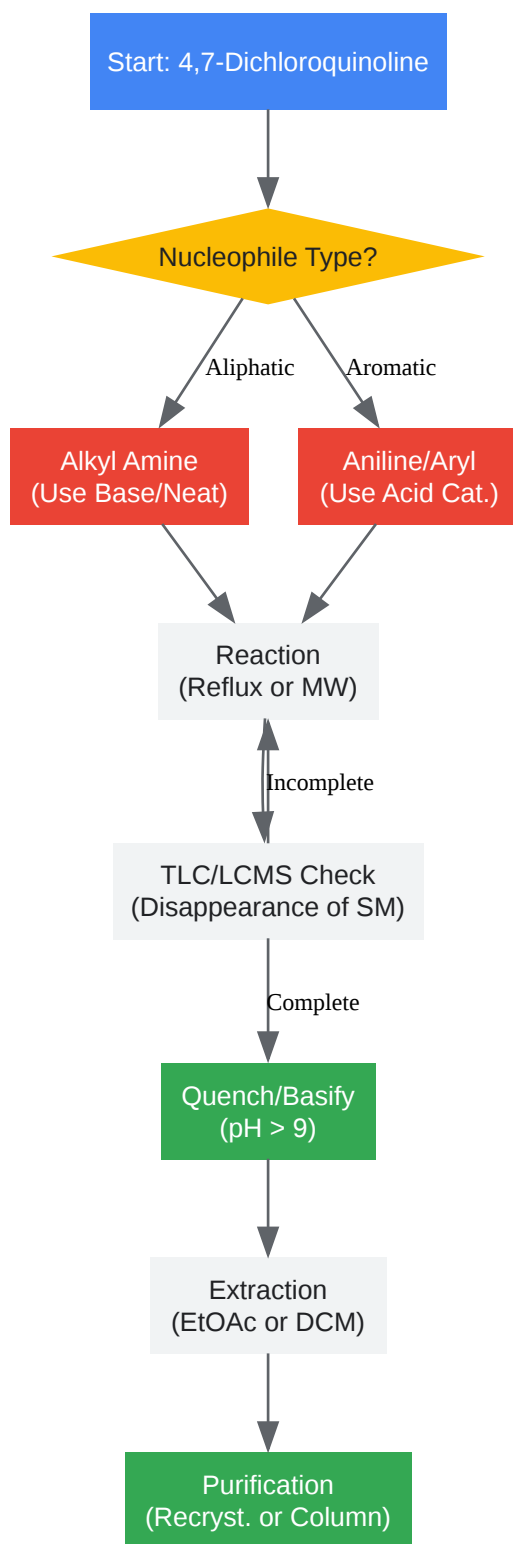 Start: 4,7-Dichloroquinoline
Nucleophile Type?
Aliphatic
Aromatic
Alkyl Amine
(Use Base/Neat)
Aniline/Aryl
(Use Acid Cat.)
Reaction
(Reflux or MW)
Incomplete
TLC/LCMS Check
(Disappearance of SM)
Complete
Quench/Basify
(pH > 9)
Extraction
(EtOAc or DCM)
Purification
(Recryst. or Column)